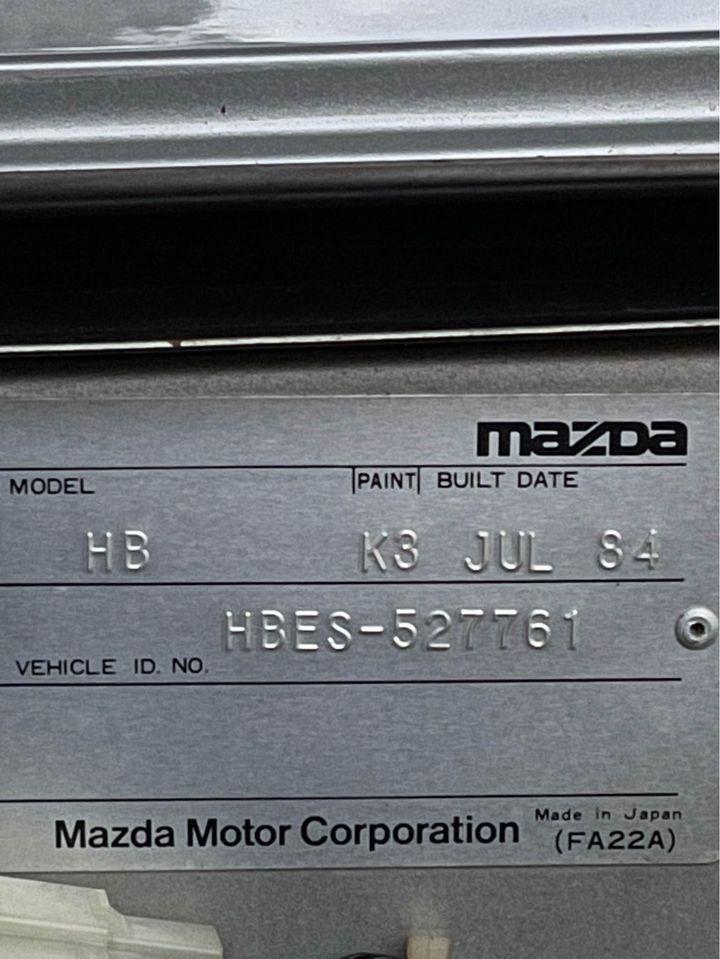 mazda
MODEL PAINT BUILT DATE
HB K3 JUL 84
HBES-527761
VEHICLE ID. NO.
Mazda Motor Corporation Made in Japan
(FA22A)